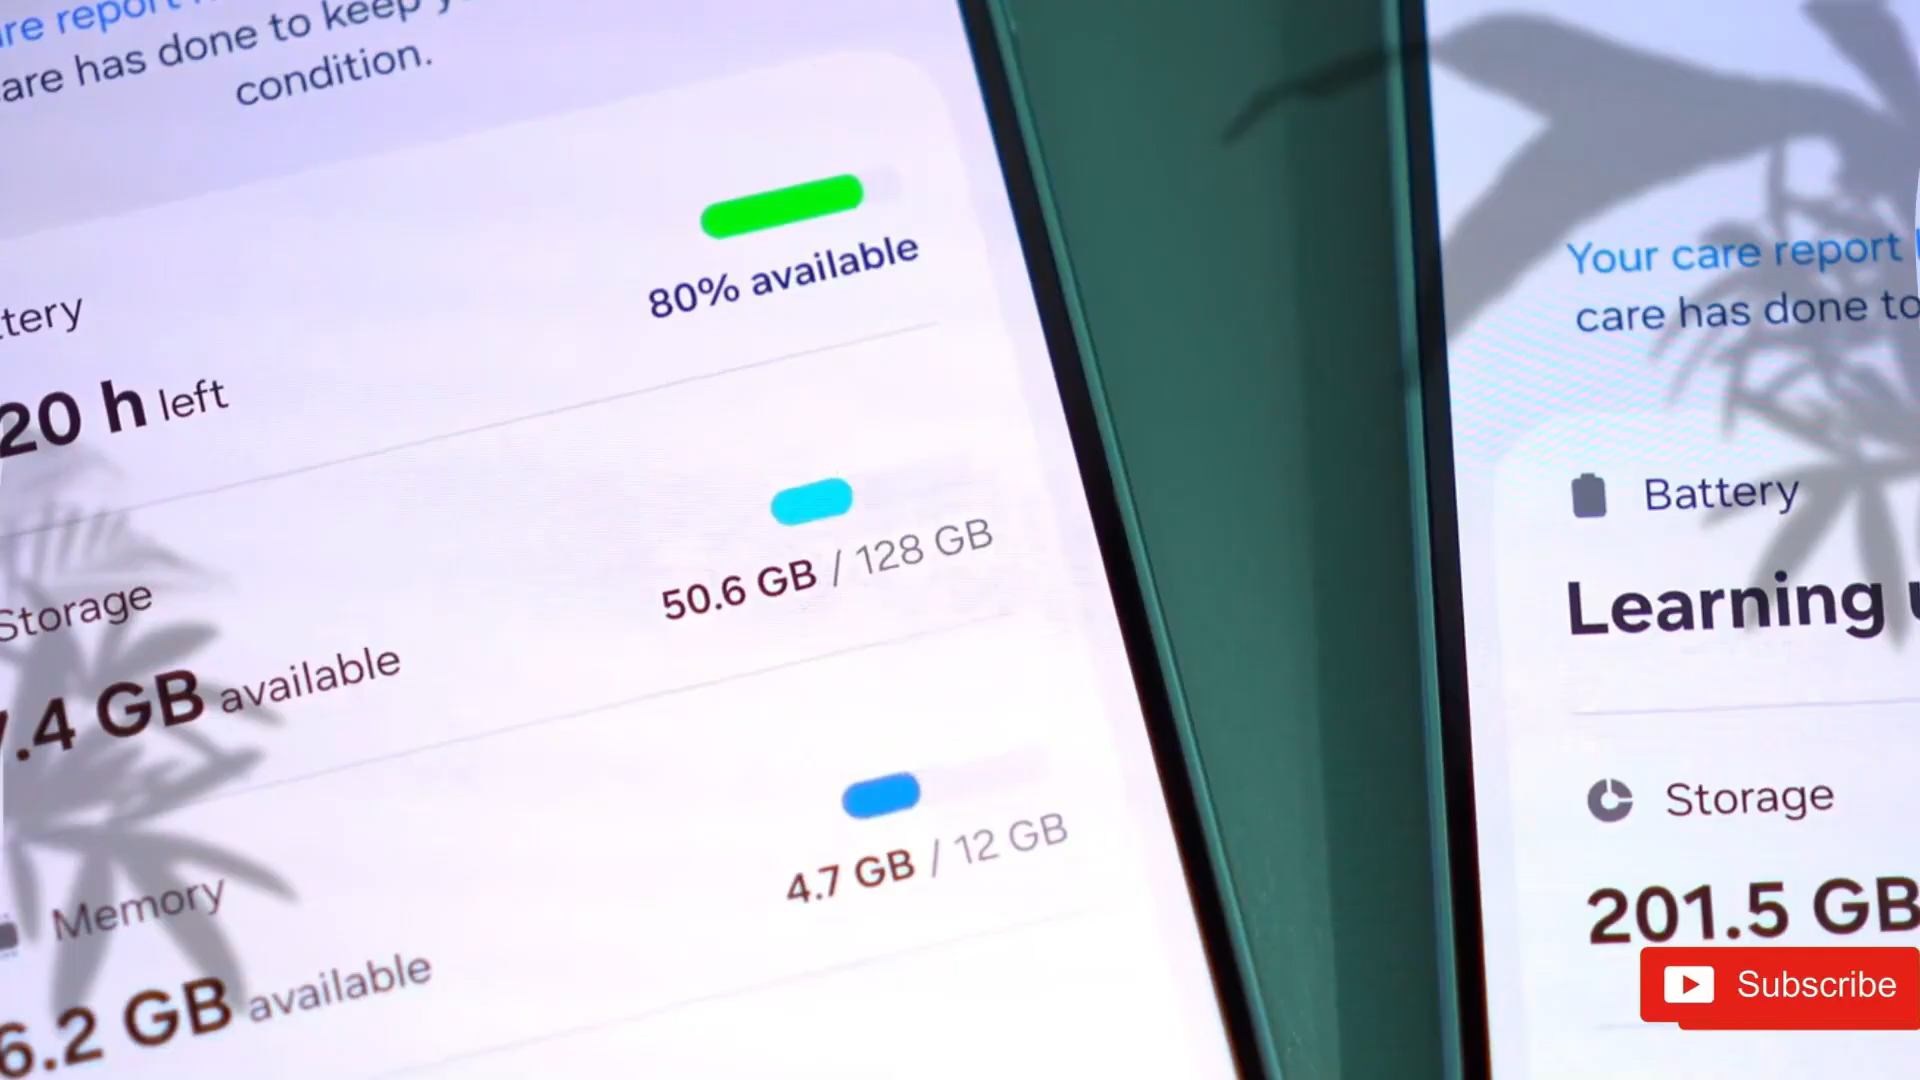 are report
are has done to keep
condition.
80% available
tery
20 h left
50.6 GB / 128 GB
Storage
.4 GB available
4.7 GB / 12 GB
Memory
6.2 GB available
Your care report
care has done to
Battery
Learning
Storage
201.5 GB
Subscribe